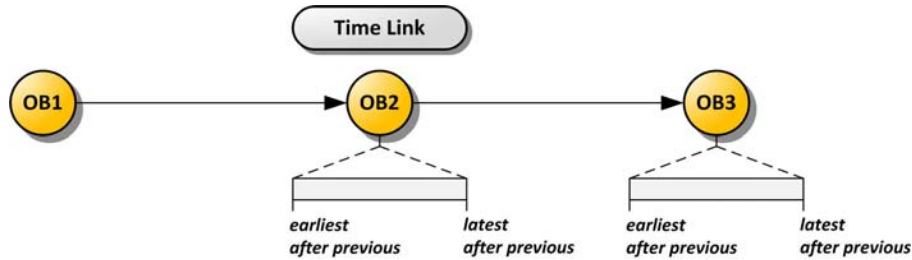 Time Link
OB1
OB2
OB3
earliest
after previous
latest
after previous
earliest
after previous
latest
after previous